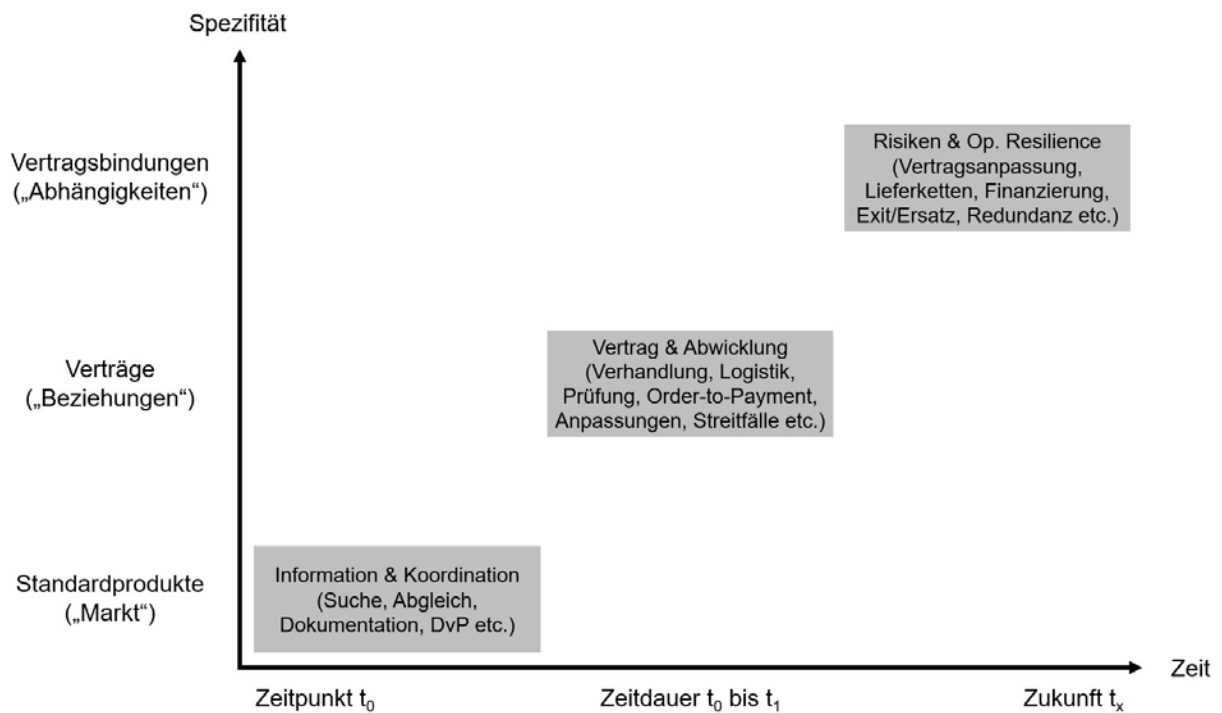 Spezifität
Vertragsbindungen
(„Abhängigkeiten“)
Risiken & Op. Resilience
(Vertragsanpassung,
Lieferketten, Finanzierung,
Exit/Ersatz, Redundanz etc.)
Verträge
(„Beziehungen“)
Vertrag & Abwicklung
(Verhandlung, Logistik,
Prüfung, Order-to-Payment,
Anpassungen, Streitfälle etc.)
Standardprodukte
(„Markt“)
Information & Koordination
(Suche, Abgleich,
Dokumentation, DvP etc.)
Zeit
Zeitpunkt t₀
Zeitdauer t₀ bis t₁
Zukunft tₓ